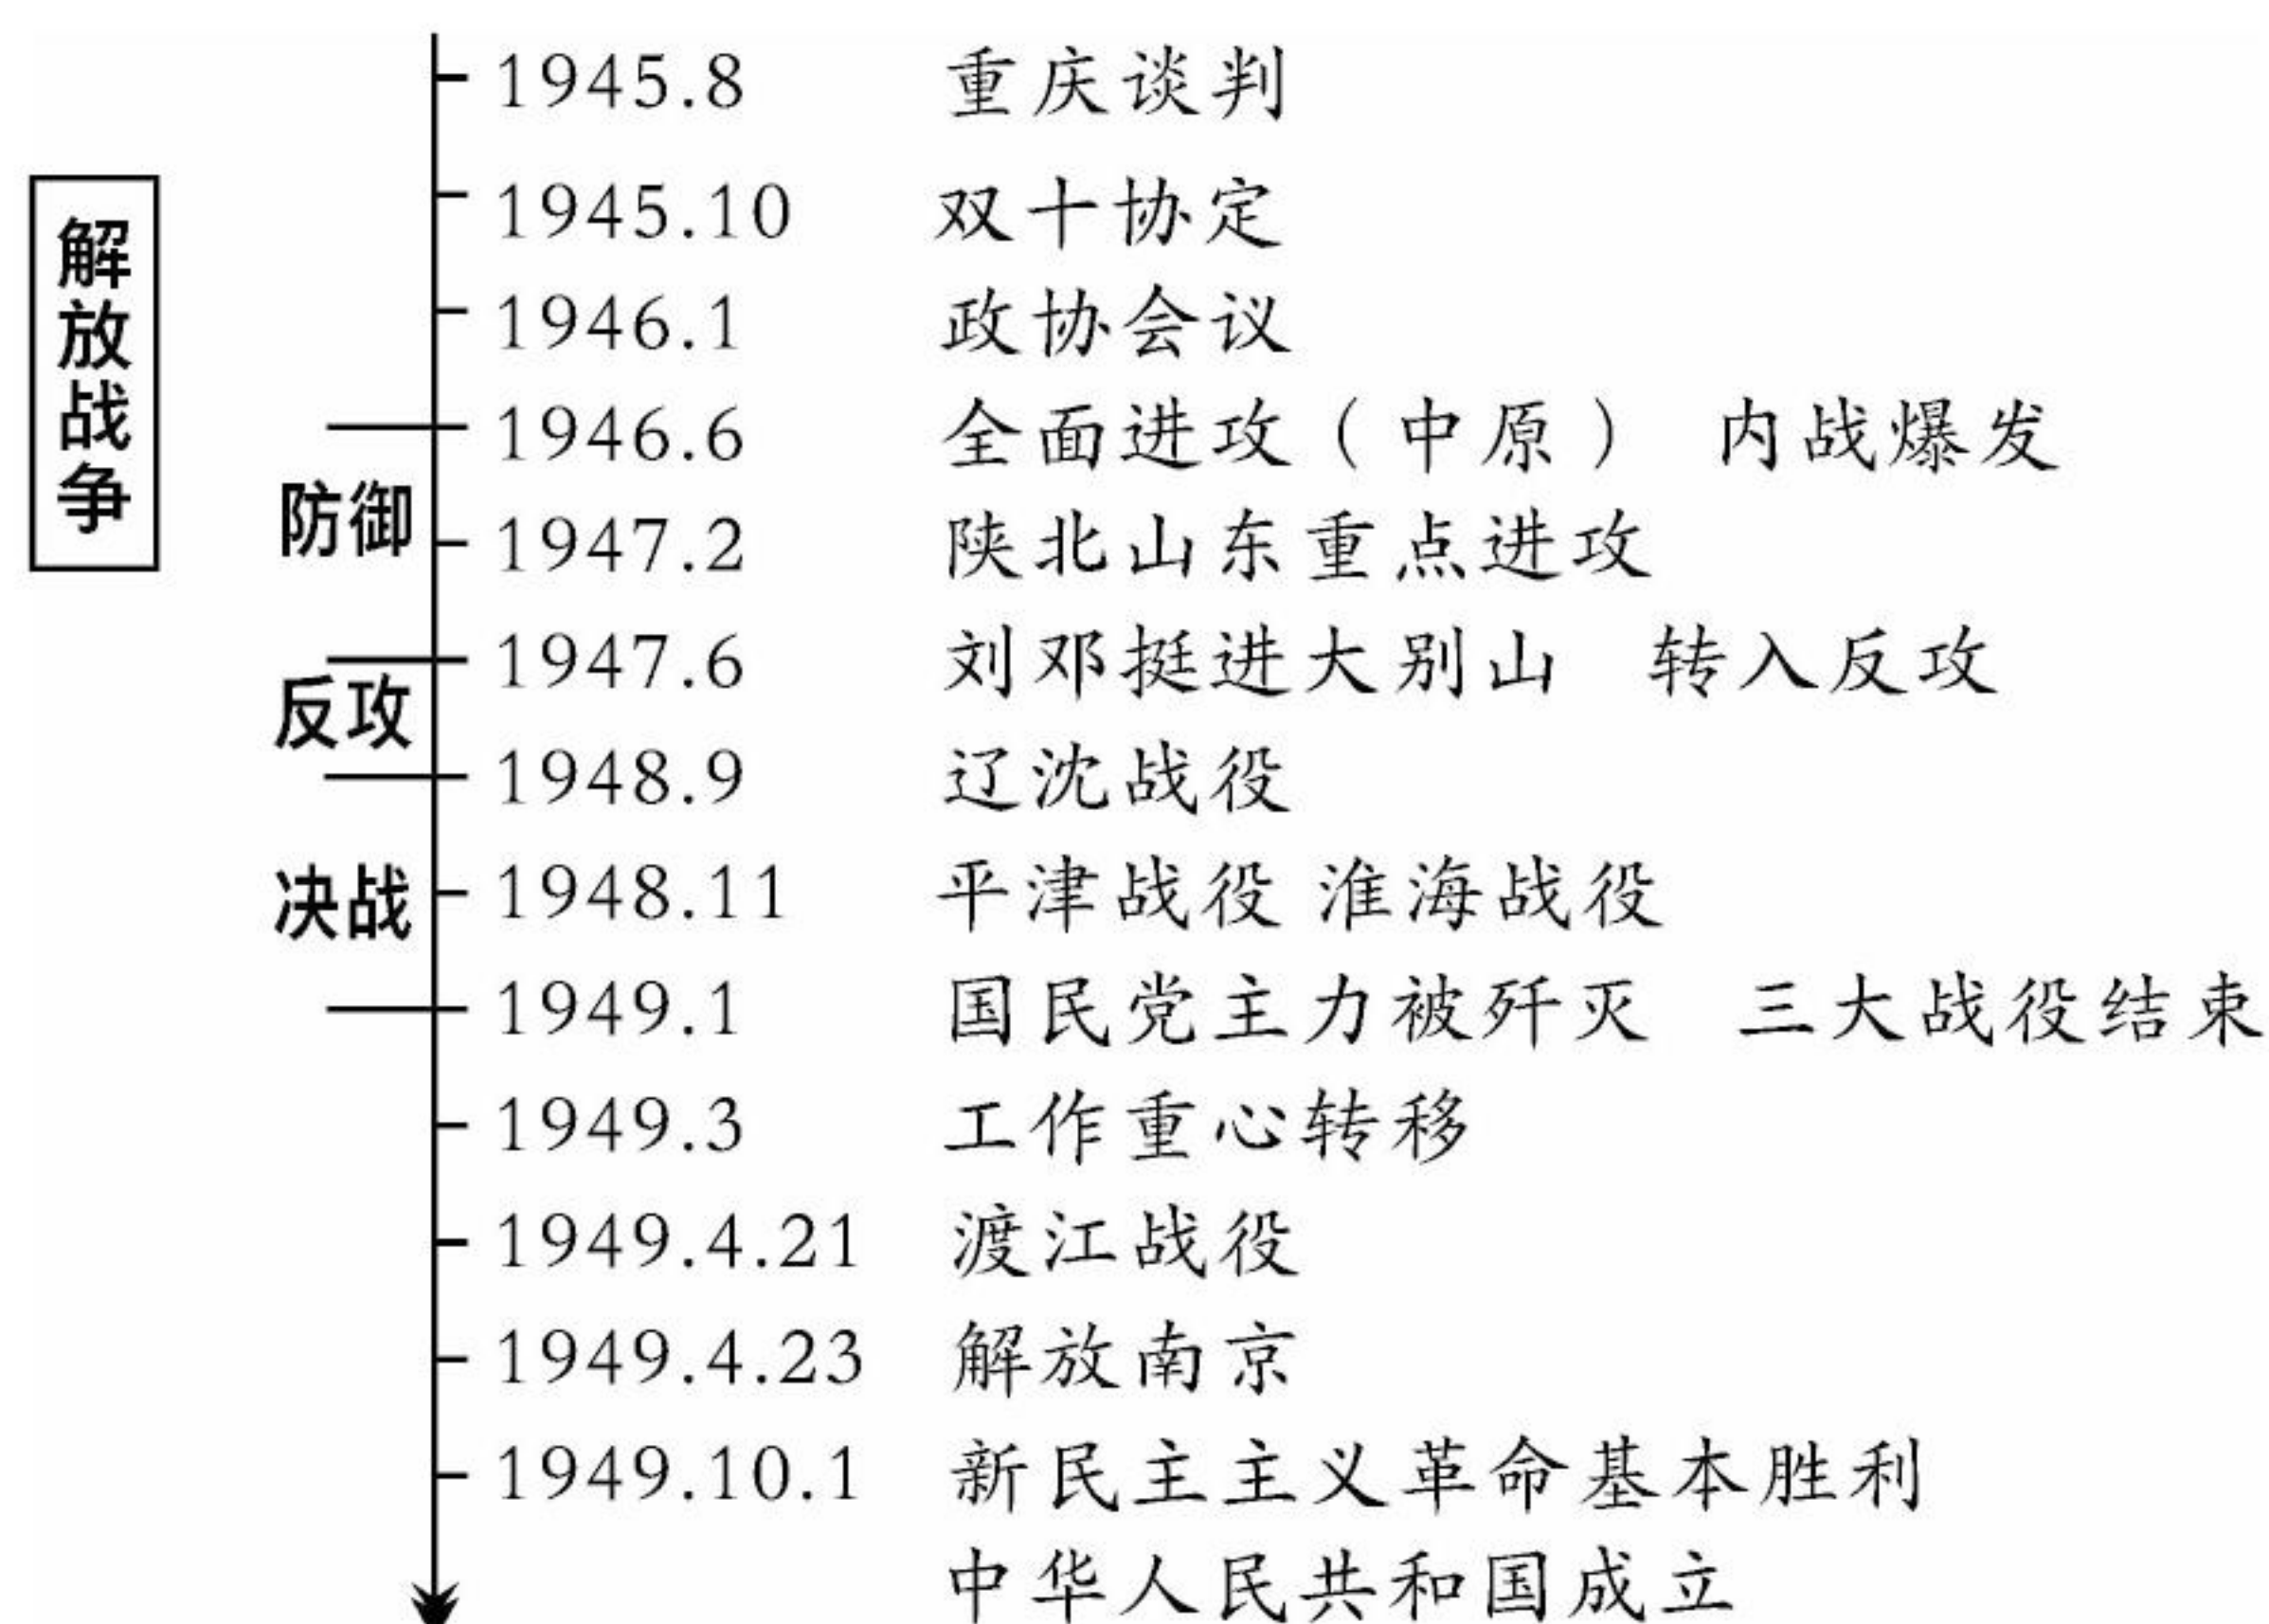 解放战争
1945.8 重庆谈判
1945.10 双十协定
1946.1 政协会议
1946.6 全面进攻（中原） 内战爆发
防御
1947.2 陕北山东重点进攻
1947.6 刘邓挺进大别山 转入反攻
反攻
1948.9 辽沈战役
决战
1948.11 平津战役 淮海战役
1949.1 国民党主力被歼灭 三大战役结束
1949.3 工作重心转移
1949.4.21 渡江战役
1949.4.23 解放南京
1949.10.1 新民主主义革命基本胜利
中华人民共和国成立